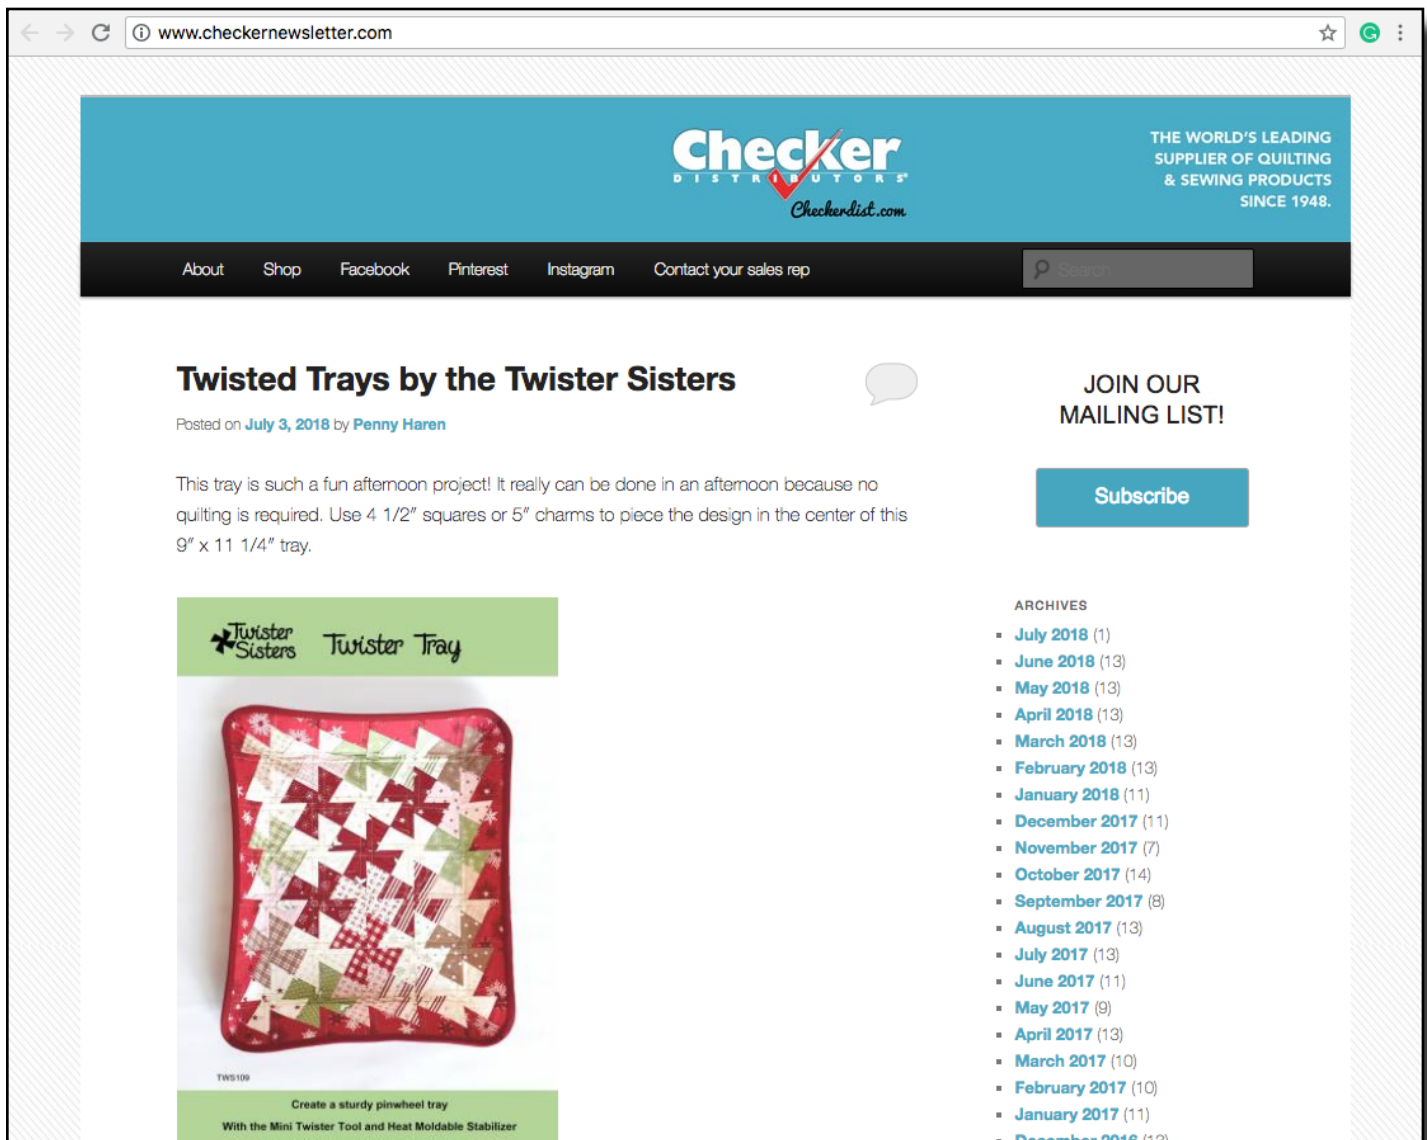 www.checkernewsletter.com
Checker
DISTRIBUTORS®
Checkerdist.com
THE WORLD'S LEADING
SUPPLIER OF QUILTING
& SEWING PRODUCTS
SINCE 1948.
About Shop Facebook Pinterest Instagram Contact your sales rep Search
Twisted Trays by the Twister Sisters
Posted on July 3, 2018 by Penny Haren
This tray is such a fun afternoon project! It really can be done in an afternoon because no
quilting is required. Use 4 1/2″ squares or 5″ charms to piece the design in the center of this
9″ x 11 1/4″ tray.
Twister
Sisters
Twister Tray
TWS109
Create a sturdy pinwheel tray
With the Mini Twister Tool and Heat Moldable Stabilizer
JOIN OUR
MAILING LIST!
Subscribe
ARCHIVES
July 2018 (1)
June 2018 (13)
May 2018 (13)
April 2018 (13)
March 2018 (13)
February 2018 (13)
January 2018 (11)
December 2017 (11)
November 2017 (7)
October 2017 (14)
September 2017 (8)
August 2017 (13)
July 2017 (13)
June 2017 (11)
May 2017 (9)
April 2017 (13)
March 2017 (10)
February 2017 (10)
January 2017 (11)
December 2016